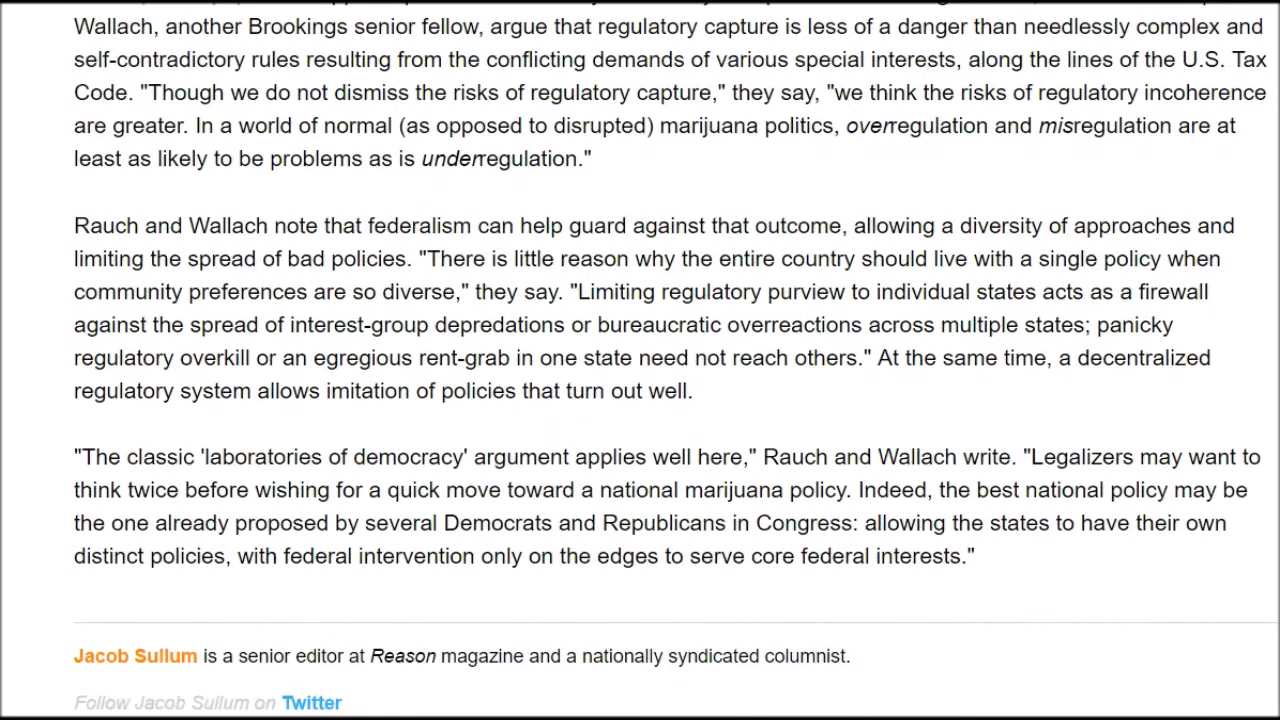 Wallach, another Brookings senior fellow, argue that regulatory capture is less of a danger than needlessly complex and
self-contradictory rules resulting from the conflicting demands of various special interests, along the lines of the U.S. Tax
Code. "Though we do not dismiss the risks of regulatory capture," they say, "we think the risks of regulatory incoherence
are greater. In a world of normal (as opposed to disrupted) marijuana politics, overregulation and misregulation are at
least as likely to be problems as is underregulation."
Rauch and Wallach note that federalism can help guard against that outcome, allowing a diversity of approaches and
limiting the spread of bad policies. "There is little reason why the entire country should live with a single policy when
community preferences are so diverse," they say. "Limiting regulatory purview to individual states acts as a firewall
against the spread of interest-group depredations or bureaucratic overreactions across multiple states; panicky
regulatory overkill or an egregious rent-grab in one state need not reach others." At the same time, a decentralized
regulatory system allows imitation of policies that turn out well.
"The classic 'laboratories of democracy' argument applies well here," Rauch and Wallach write. "Legalizers may want to
think twice before wishing for a quick move toward a national marijuana policy. Indeed, the best national policy may be
the one already proposed by several Democrats and Republicans in Congress: allowing the states to have their own
distinct policies, with federal intervention only on the edges to serve core federal interests."
Jacob Sullum is a senior editor at Reason magazine and a nationally syndicated columnist.
Follow Jacob Sullum on Twitter